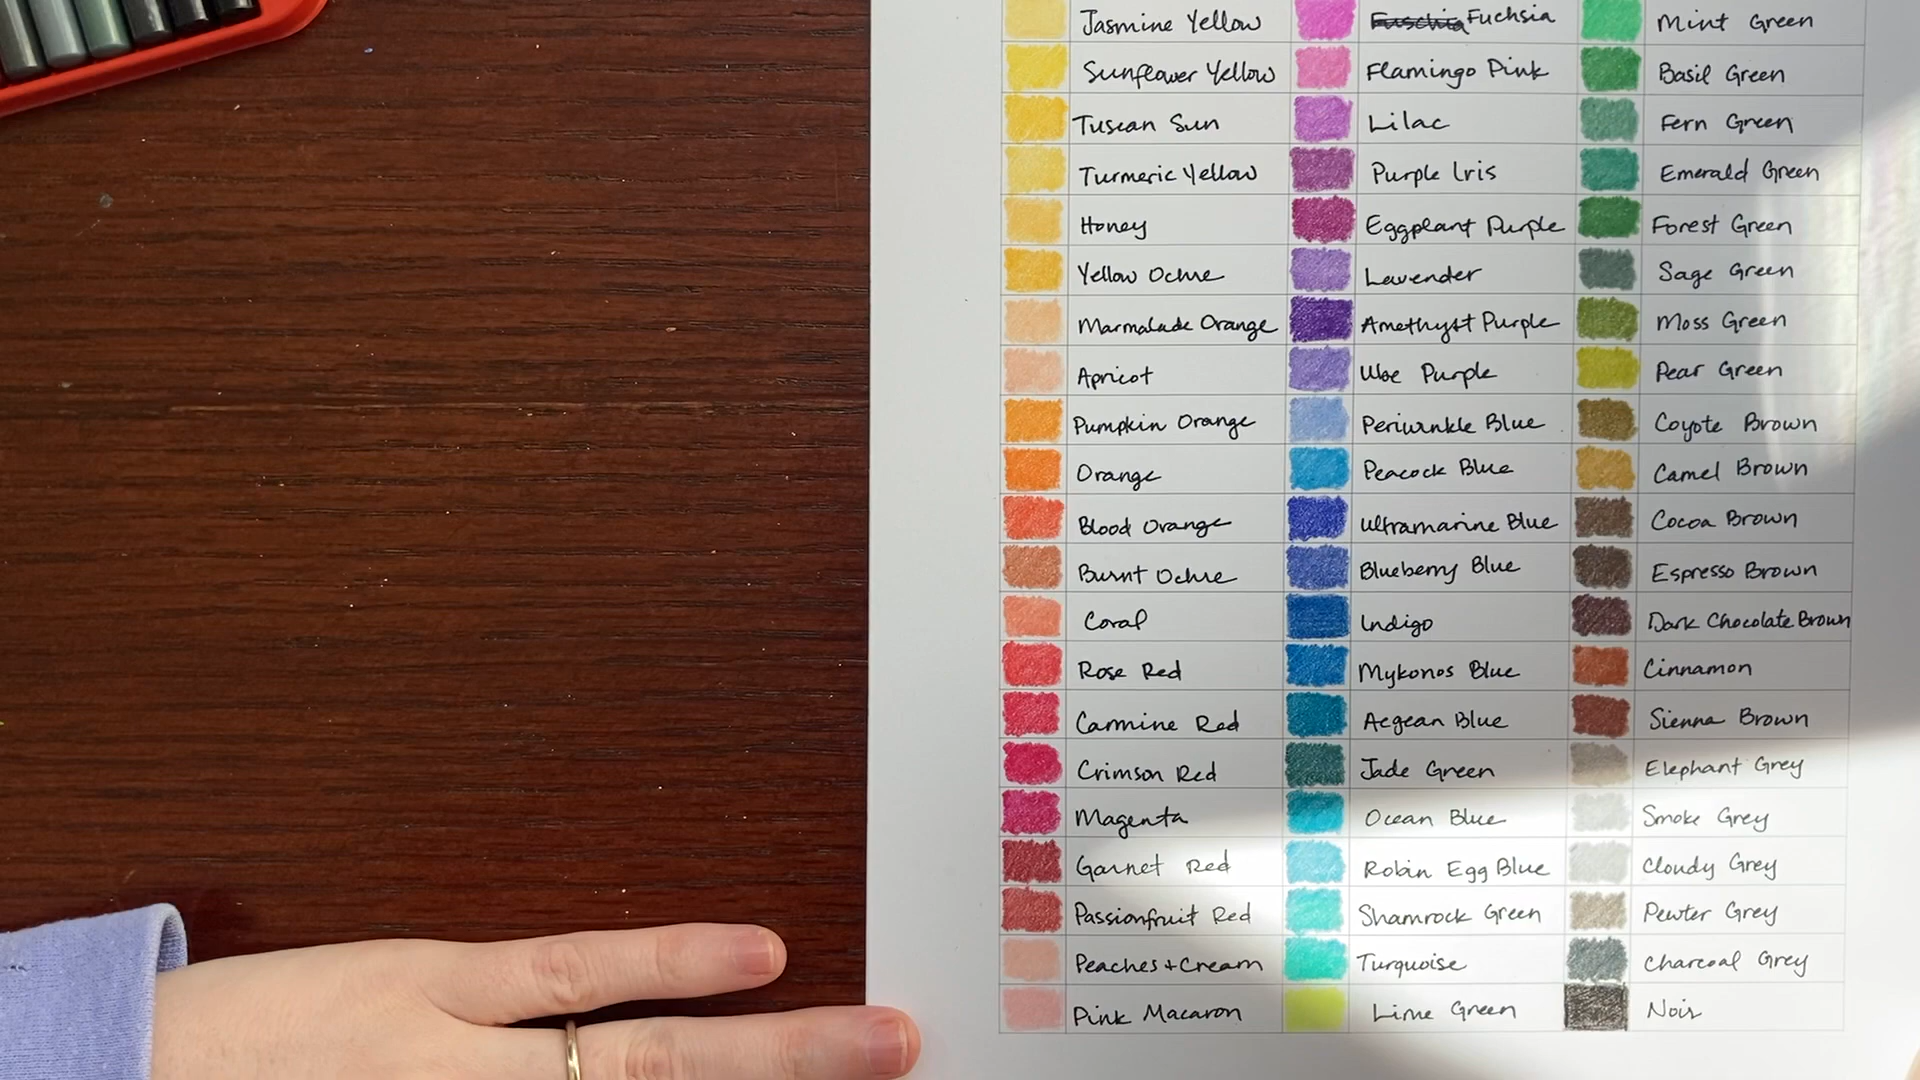 Jasmine Yellow
Sunflower Yellow
Tuscan Sun
Turmeric Yellow
Honey
Yellow Ochre
Marmalade Orange
Apricot
Pumpkin Orange
Orange
Blood Orange
Burnt Ochre
Coral
Rose Red
Carmine Red
Crimson Red
Magenta
Garnet Red
Passionfruit Red
Peaches + Cream
Pink Macaron
Fuschia Fuchsia
Flamingo Pink
Lilac
Purple Iris
Eggplant Purple
Lavender
Amethyst Purple
Ube Purple
Periwinkle Blue
Peacock Blue
Ultramarine Blue
Blueberry Blue
Indigo
Mykonos Blue
Aegean Blue
Jade Green
Ocean Blue
Robin Egg Blue
Shamrock Green
Turquoise
Lime Green
Mint Green
Basil Green
Fern Green
Emerald Green
Forest Green
Sage Green
Moss Green
Pear Green
Coyote Brown
Camel Brown
Cocoa Brown
Espresso Brown
Dark Chocolate Brown
Cinnamon
Sienna Brown
Elephant Grey
Smoke Grey
Cloudy Grey
Pewter Grey
Charcoal Grey
Noir